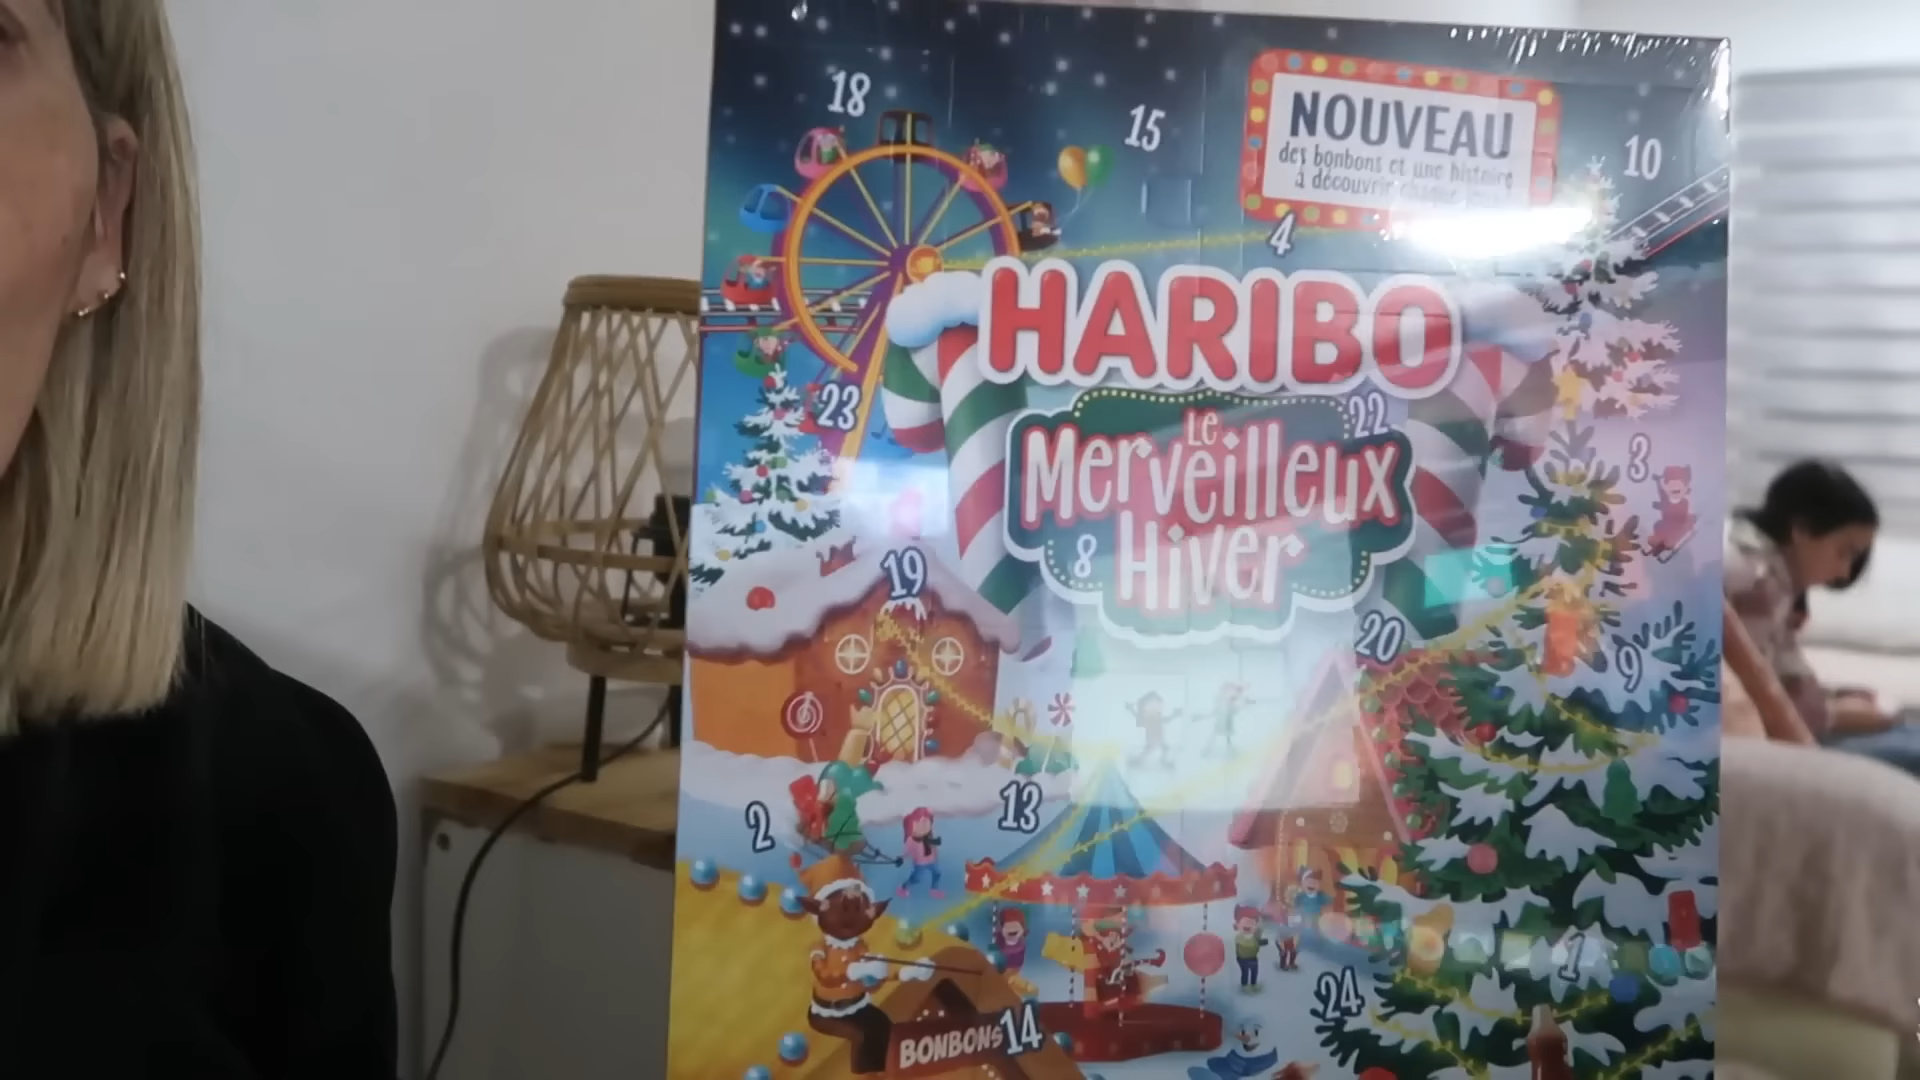 18
15
NOUVEAU
des bonbons et une histoire
à découvrir chaque
10
4
HARIBO
23
22
Le
Merveilleux
Hiver
3
8
19
20
9
2
13
1
24
BONBONS
14